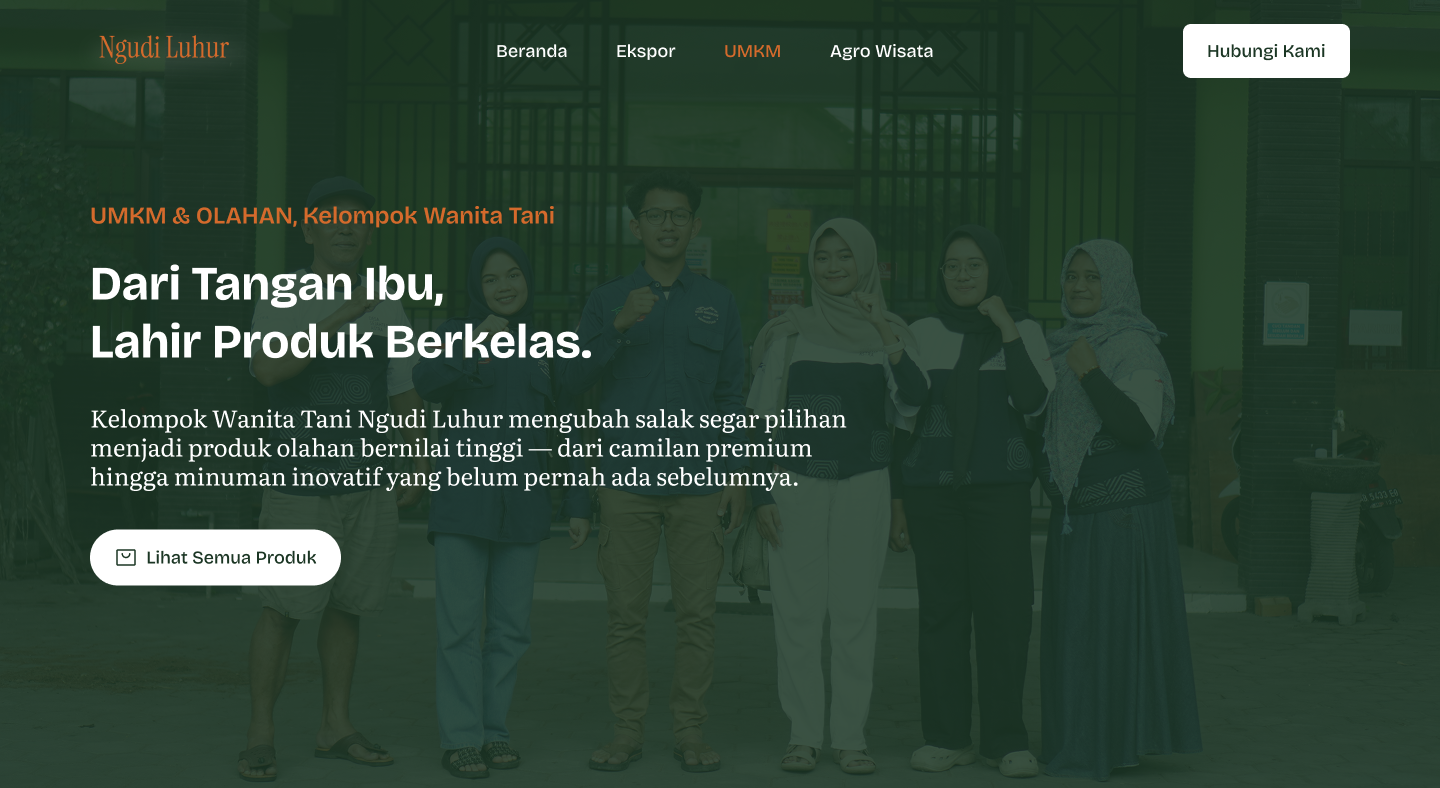 Ngudi Luhur
Beranda
Ekspor
UMKM
Agro Wisata
Hubungi Kami
UMKM & OLAHAN, Kelompok Wanita Tani
Dari Tangan Ibu,
Lahir Produk Berkelas.
Kelompok Wanita Tani Ngudi Luhur mengubah salak segar pilihan
menjadi produk olahan bernilai tinggi — dari camilan premium
hingga minuman inovatif yang belum pernah ada sebelumnya.
Lihat Semua Produk